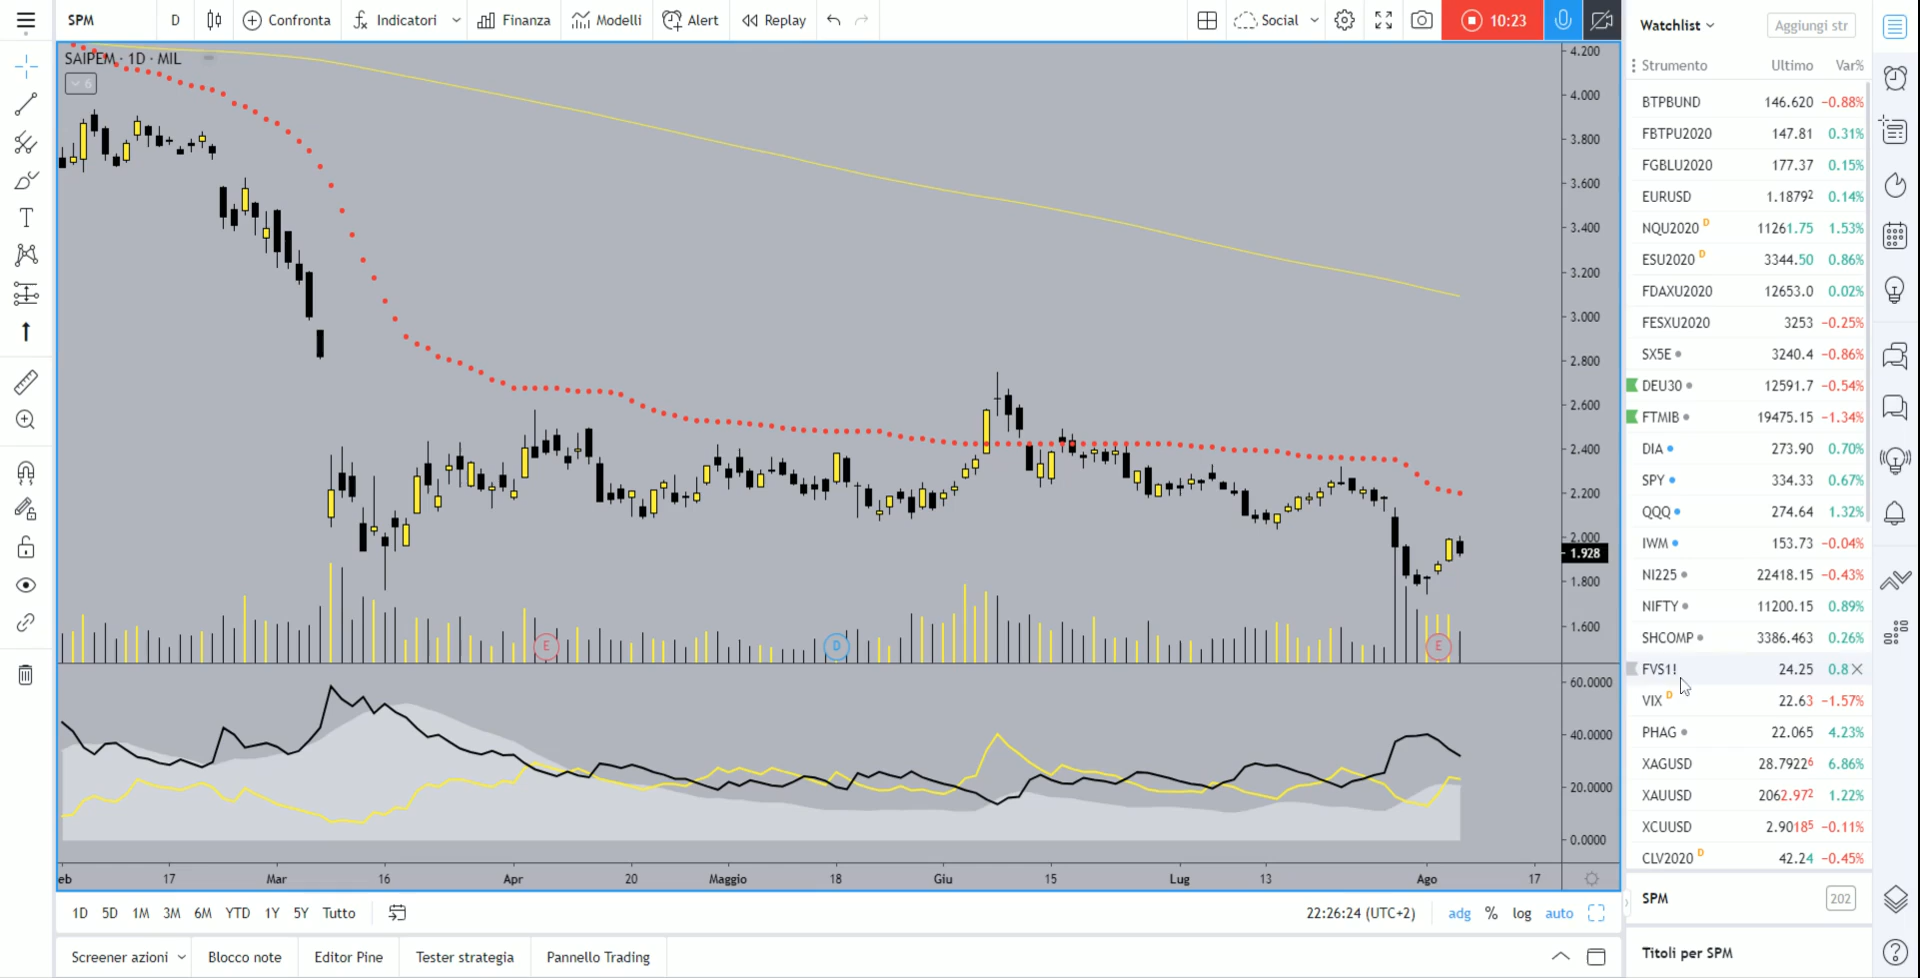 SPM D Confronta Indicatori Finanza Modelli Alert Replay Social 10:23
Watchlist Aggiungi str
SAIPEM · 1D · MIL
6
Strumento Ultimo Var%
BTPBUND 146.620 −0.88%
FBTPU2020 147.81 0.31%
FGBLU2020 177.37 0.15%
EURUSD 1.18792 0.14%
NQU2020 D 11261.75 1.53%
ESU2020 D 3344.50 0.86%
FDAXU2020 12653.0 0.02%
FESXU2020 3253 −0.25%
SX5E 3240.4 −0.86%
DEU30 12591.7 −0.54%
FTMIB 19475.15 −1.34%
DIA 273.90 0.70%
SPY 334.33 0.67%
QQQ 274.64 1.32%
IWM 153.73 −0.04%
NI225 22418.15 −0.43%
NIFTY 11200.15 0.89%
SHCOMP 3386.463 0.26%
FVS1! 24.25 0.8
VIX D 22.63 −1.57%
PHAG 22.065 4.23%
XAGUSD 28.79226 6.86%
XAUUSD 2062.972 1.22%
XCUUSD 2.90185 −0.11%
CLV2020 D 42.24 −0.45%
SPM 202
Titoli per SPM
4.200
4.000
3.800
3.600
3.400
3.200
3.000
2.800
2.600
2.400
2.200
2.000
1.928
1.800
1.600
E D E
60.0000
40.0000
20.0000
0.0000
eb 17 Mar 16 Apr 20 Maggio 18 Giu 15 Lug 13 Ago 17
1D 5D 1M 3M 6M YTD 1Y 5Y Tutto 22:26:24 (UTC+2) adg % log auto
Screener azioni Blocco note Editor Pine Tester strategia Pannello Trading